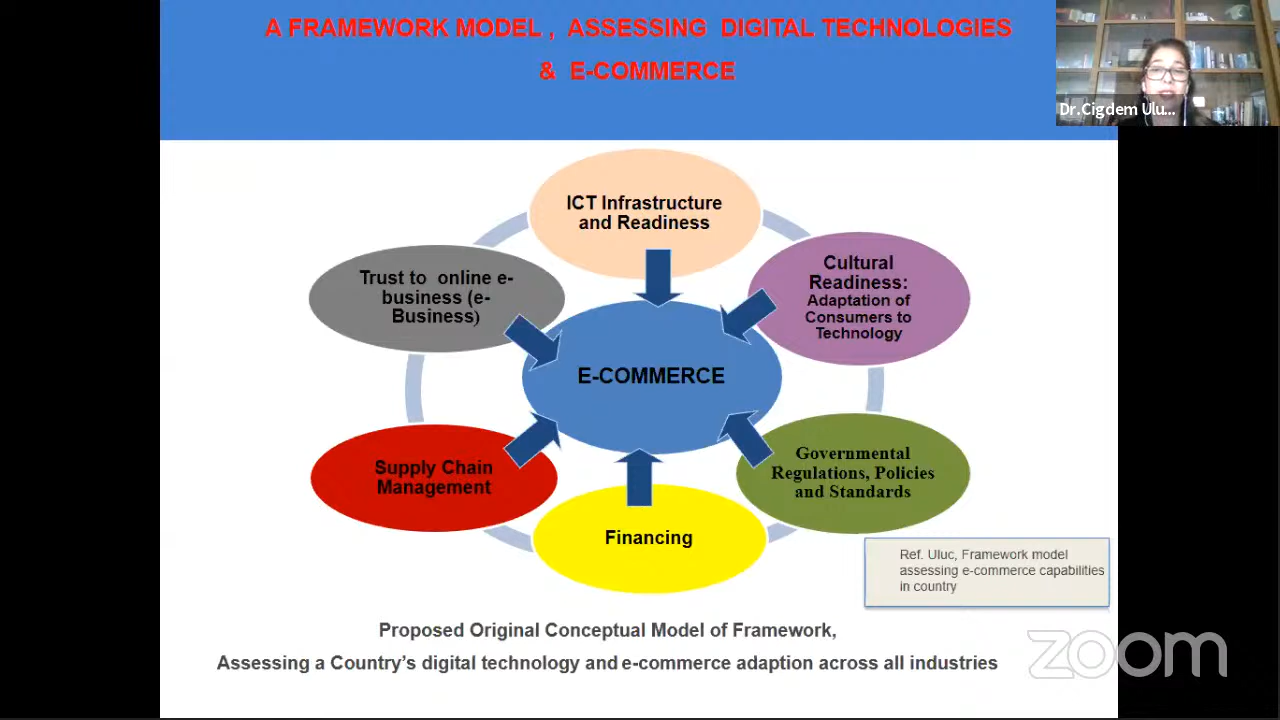 A FRAMEWORK MODEL , ASSESSING DIGITAL TECHNOLOGIES
& E-COMMERCE
Dr.Cigdem Ulu...
ICT Infrastructure
and Readiness
Cultural
Readiness:
Adaptation of
Consumers to
Technology
Trust to online e-
business (e-
Business)
E-COMMERCE
Governmental
Regulations, Policies
and Standards
Supply Chain
Management
Financing
Ref. Uluc, Framework model
assessing e-commerce capabilities
in country
Proposed Original Conceptual Model of Framework,
Assessing a Country's digital technology and e-commerce adaption across all industries
zoom